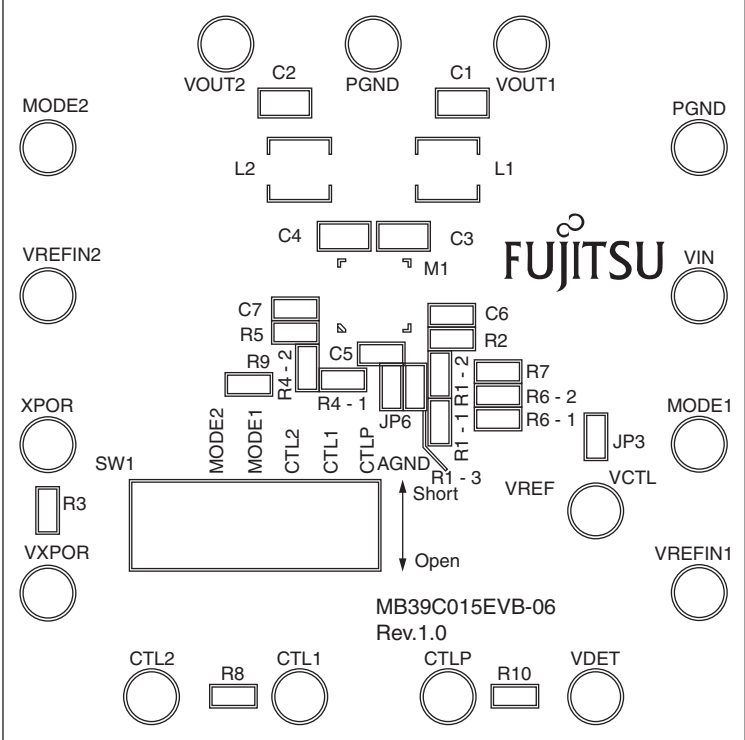 VOUT2
C2
PGND
C1
VOUT1
MODE2
PGND
L2
L1
C4
C3
FUJITSU
VREFIN2
M1
VIN
C7
C6
R5
R2
C5
R9
R4 - 2
R1 - 2
R7
R4 - 1
R6 - 2
XPOR
JP6
R1 - 1
R6 - 1
MODE1
JP3
MODE2
MODE1
CTL2
CTL1
CTLP
SW1
AGND
R1 - 3
R3
Short
VREF
VCTL
VXPOR
Open
VREFIN1
MB39C015EVB-06
Rev.1.0
CTL2
R8
CTL1
CTLP
R10
VDET